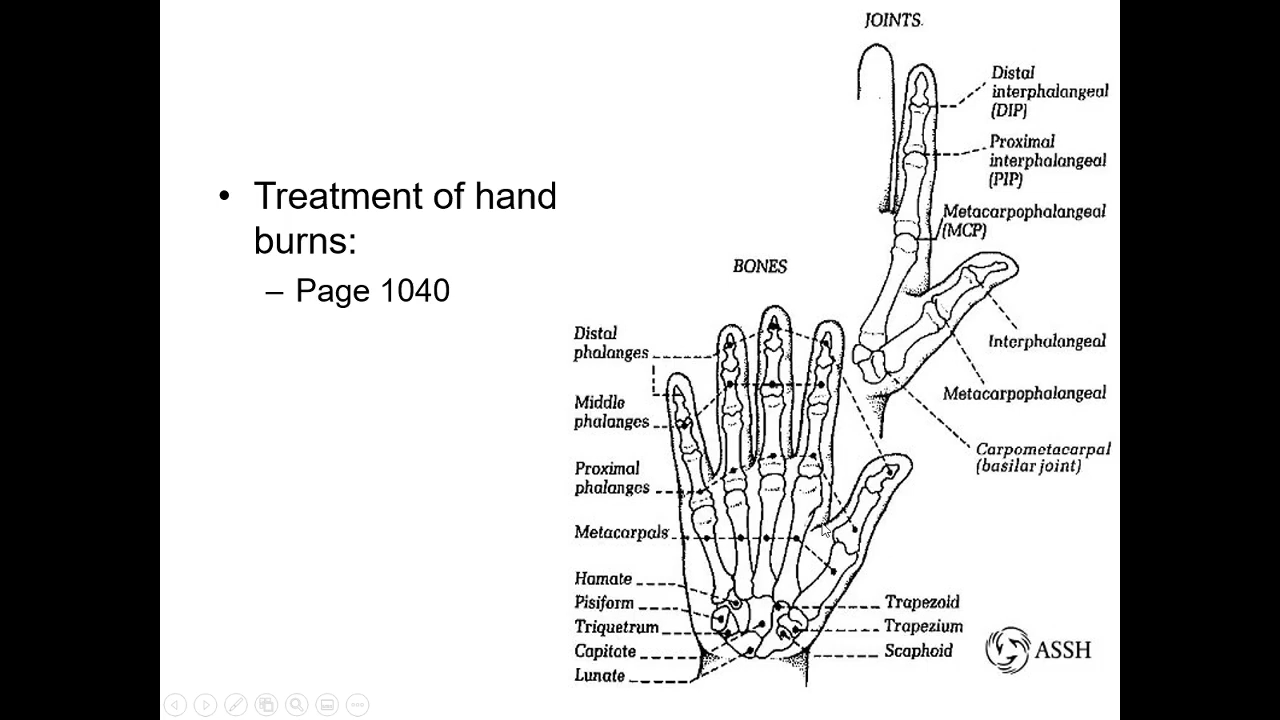 JOINTS.
Distal
interphalangeal
(DIP)
Proximal
interphalangeal
(PIP)
Metacarpophalangeal
(MCP)
• Treatment of hand
burns:
– Page 1040
BONES
Distal
phalanges
Middle
phalanges
Proximal
phalanges
Metacarpals
Hamate
Pisiform
Triquetrum
Capitate
Lunate
Interphalangeal
Metacarpophalangeal
Carpometacarpal
(basilar joint)
Trapezoid
Trapezium
Scaphoid
ASSH